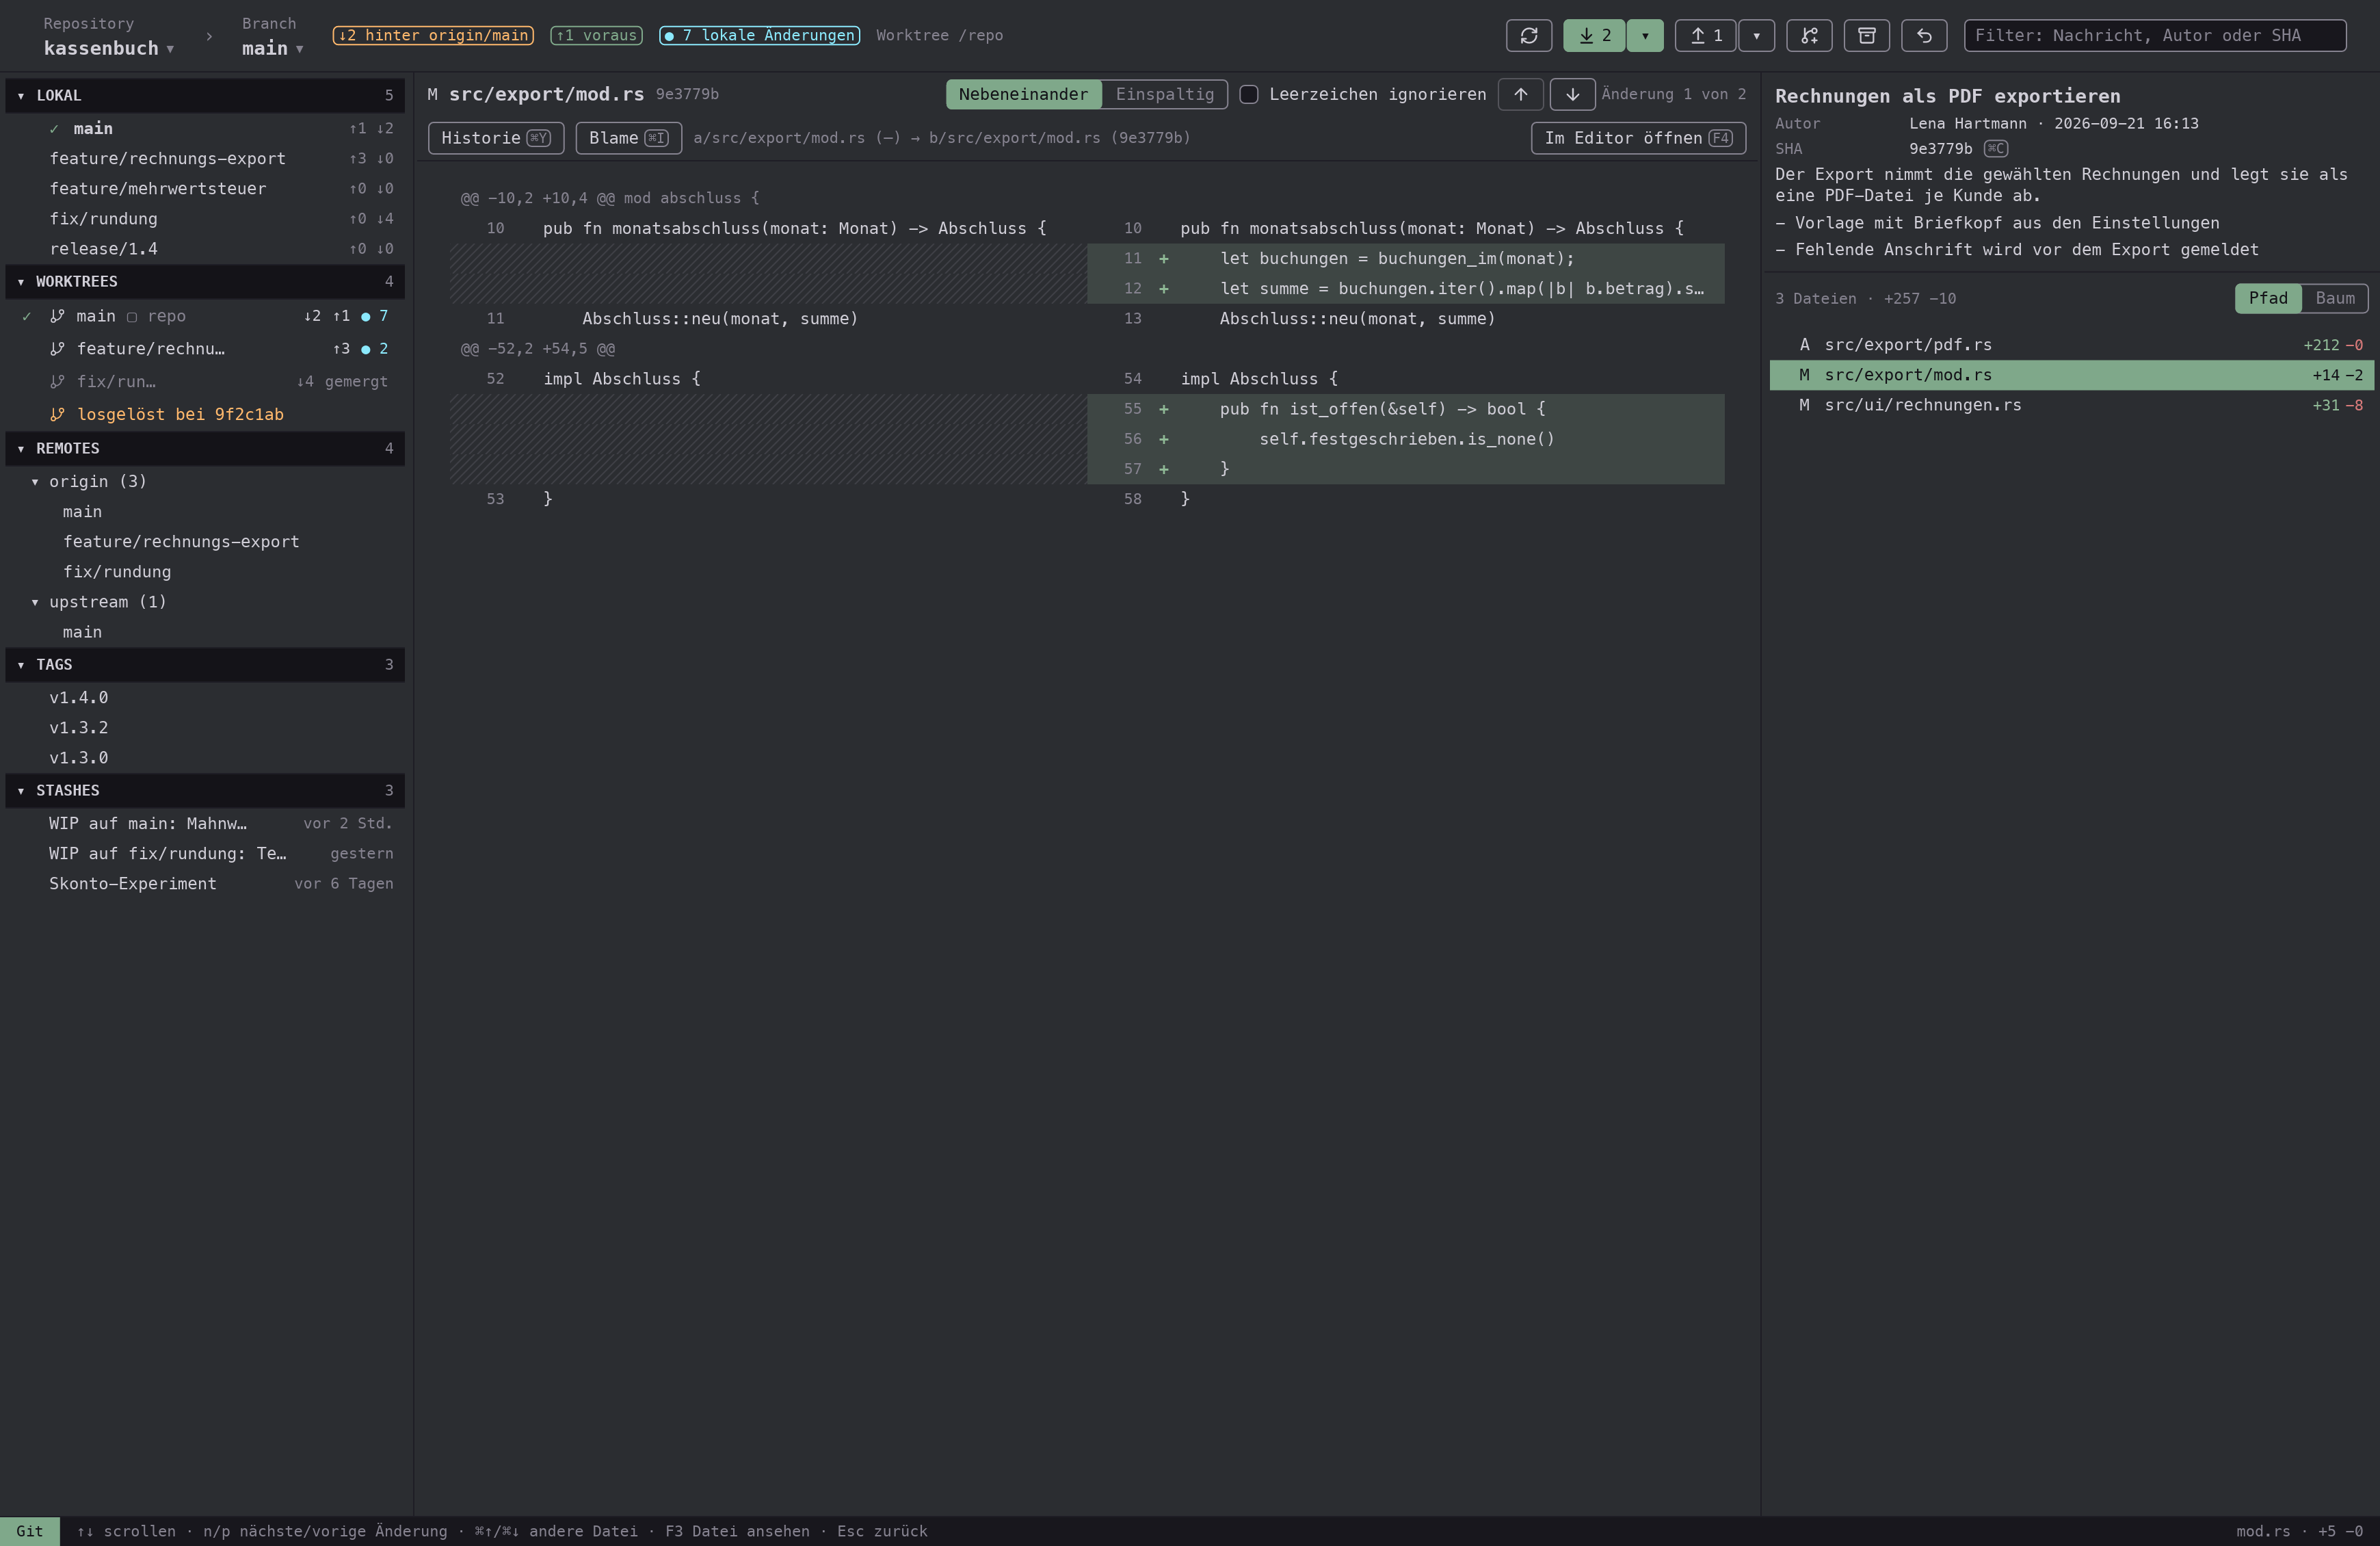 Repository
kassenbuch ▾
›
Branch
main ▾
↓2 hinter origin/main
↑1 voraus
● 7 lokale Änderungen
Worktree /repo
2 ▾
1 ▾
Filter: Nachricht, Autor oder SHA
▾ LOKAL 5
✓ main ↑1 ↓2
feature/rechnungs-export ↑3 ↓0
feature/mehrwertsteuer ↑0 ↓0
fix/rundung ↑0 ↓4
release/1.4 ↑0 ↓0
▾ WORKTREES 4
✓ main ▢ repo ↓2 ↑1 ● 7
feature/rechnu… ↑3 ● 2
fix/run… ↓4 gemergt
losgelöst bei 9f2c1ab
▾ REMOTES 4
▾ origin (3)
main
feature/rechnungs-export
fix/rundung
▾ upstream (1)
main
▾ TAGS 3
v1.4.0
v1.3.2
v1.3.0
▾ STASHES 3
WIP auf main: Mahnw… vor 2 Std.
WIP auf fix/rundung: Te… gestern
Skonto-Experiment vor 6 Tagen
M src/export/mod.rs 9e3779b
Nebeneinander Einspaltig
Leerzeichen ignorieren
↑ ↓ Änderung 1 von 2
Historie ⌘Y
Blame ⌘I
a/src/export/mod.rs (—) → b/src/export/mod.rs (9e3779b)
Im Editor öffnen F4
@@ −10,2 +10,4 @@ mod abschluss {
10 pub fn monatsabschluss(monat: Monat) -> Abschluss { 10 pub fn monatsabschluss(monat: Monat) -> Abschluss {
11 + let buchungen = buchungen_im(monat);
12 + let summe = buchungen.iter().map(|b| b.betrag).s…
11 Abschluss::neu(monat, summe) 13 Abschluss::neu(monat, summe)
@@ −52,2 +54,5 @@
52 impl Abschluss { 54 impl Abschluss {
55 + pub fn ist_offen(&self) -> bool {
56 + self.festgeschrieben.is_none()
57 + }
53 } 58 }
Rechnungen als PDF exportieren
Autor Lena Hartmann · 2026-09-21 16:13
SHA 9e3779b ⌘C
Der Export nimmt die gewählten Rechnungen und legt sie als
eine PDF-Datei je Kunde ab.
– Vorlage mit Briefkopf aus den Einstellungen
– Fehlende Anschrift wird vor dem Export gemeldet
3 Dateien · +257 −10
Pfad Baum
A src/export/pdf.rs +212 −0
M src/export/mod.rs +14 −2
M src/ui/rechnungen.rs +31 −8
Git ↑↓ scrollen · n/p nächste/vorige Änderung · ⌘↑/⌘↓ andere Datei · F3 Datei ansehen · Esc zurück
mod.rs · +5 −0